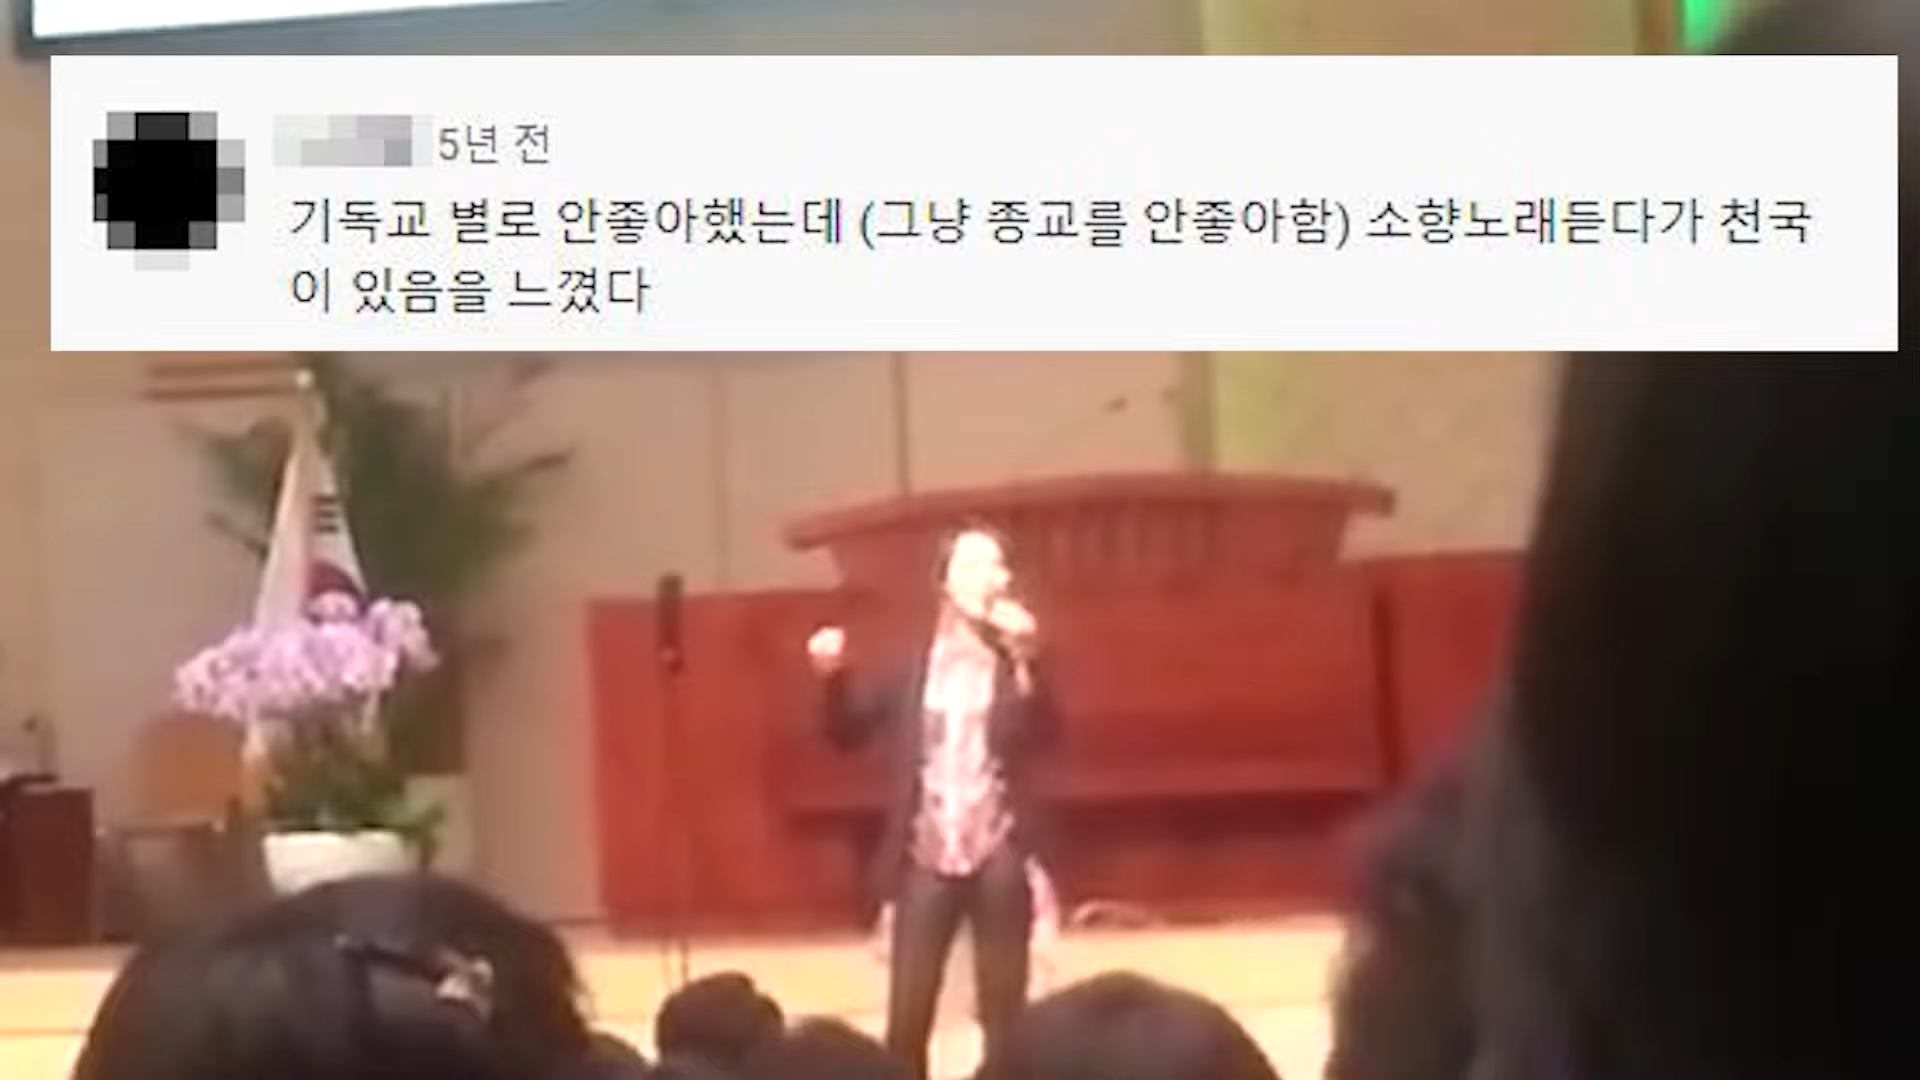 5년 전
기독교 별로 안좋아했는데 (그냥 종교를 안좋아함) 소향노래듣다가 천국
이 있음을 느꼈다